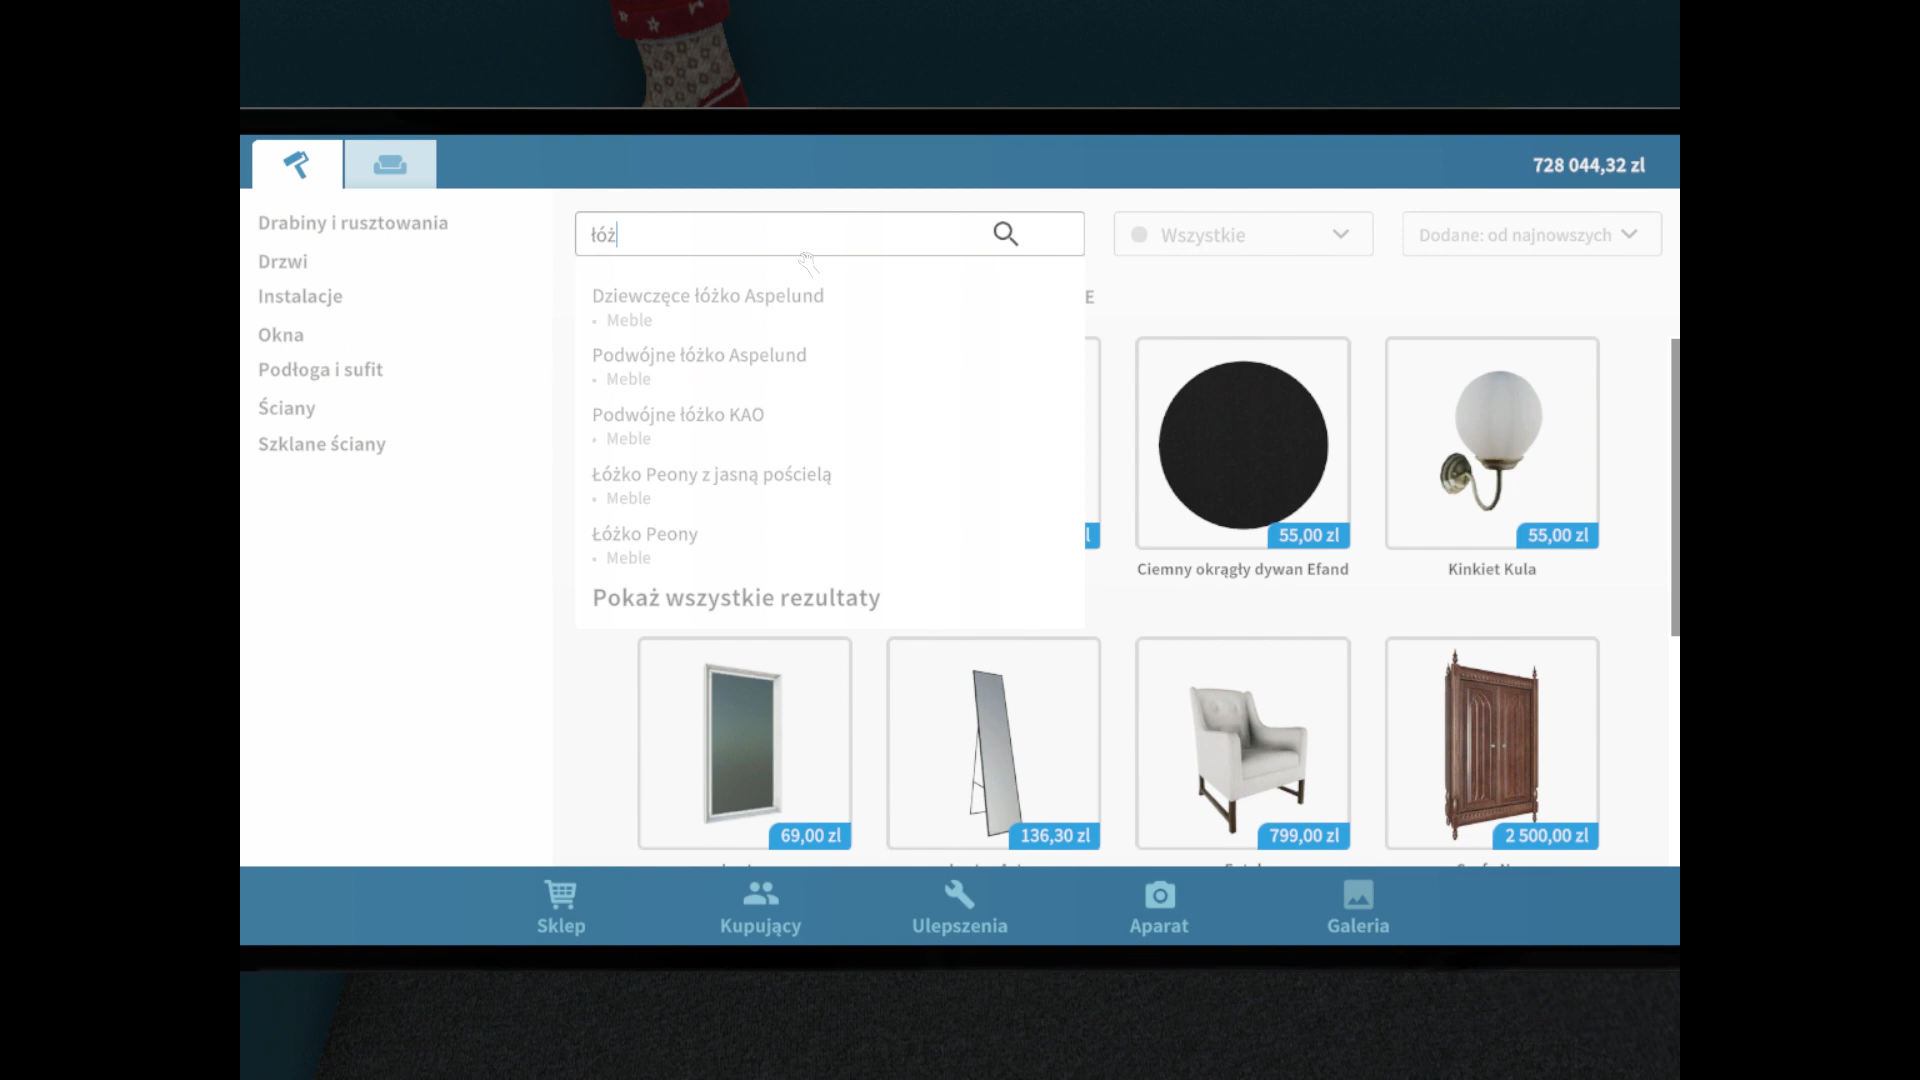 728 044,32 zl
Drabiny i rusztowania
Drzwi
Instalacje
Okna
Podłoga i sufit
Ściany
Szklane ściany
łóż
Wszystkie
Dodane: od najnowszych
Dziewczęce łóżko Aspelund
• Meble
Podwójne łóżko Aspelund
• Meble
Podwójne łóżko KAO
• Meble
Łóżko Peony z jasną pościelą
• Meble
Łóżko Peony
• Meble
Pokaż wszystkie rezultaty
E
55,00 zl
55,00 zl
Ciemny okrągły dywan Efand
Kinkiet Kula
69,00 zl
136,30 zl
799,00 zl
2 500,00 zl
Sklep
Kupujący
Ulepszenia
Aparat
Galeria